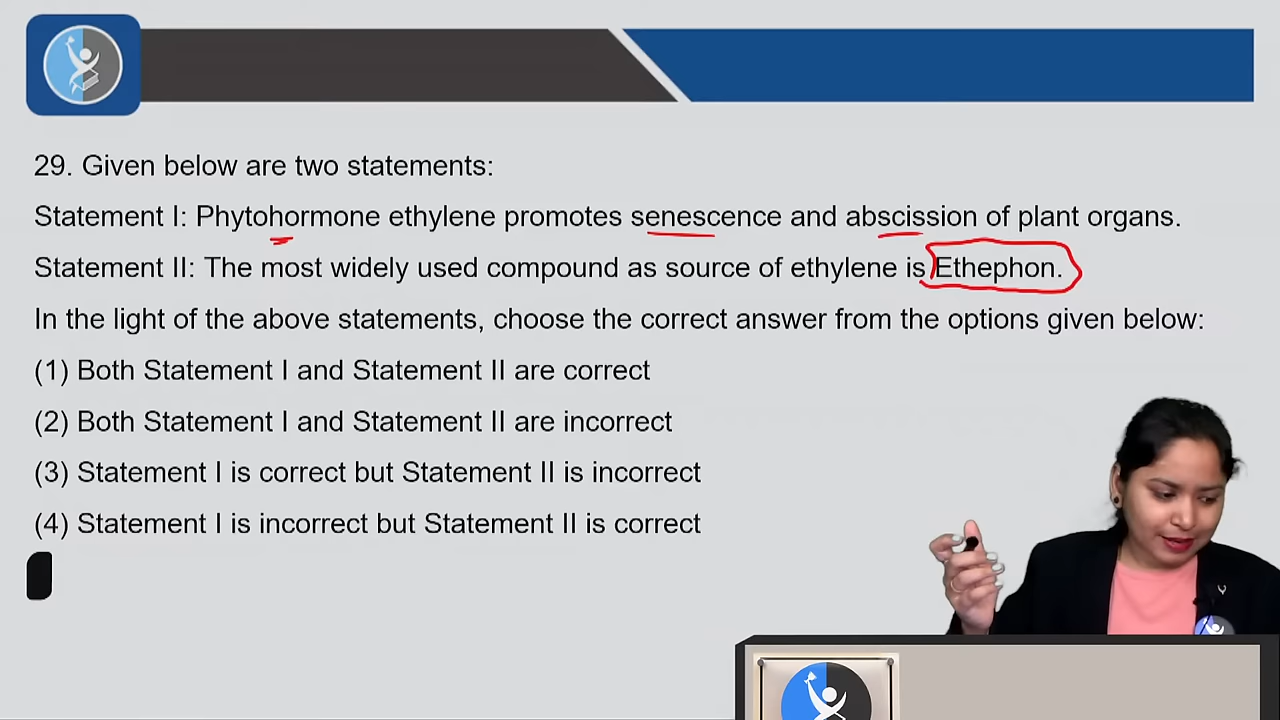 29. Given below are two statements:
Statement I: Phytohormone ethylene promotes senescence and abscission of plant organs.
Statement II: The most widely used compound as source of ethylene is Ethephon.
In the light of the above statements, choose the correct answer from the options given below:
(1) Both Statement I and Statement II are correct
(2) Both Statement I and Statement II are incorrect
(3) Statement I is correct but Statement II is incorrect
(4) Statement I is incorrect but Statement II is correct